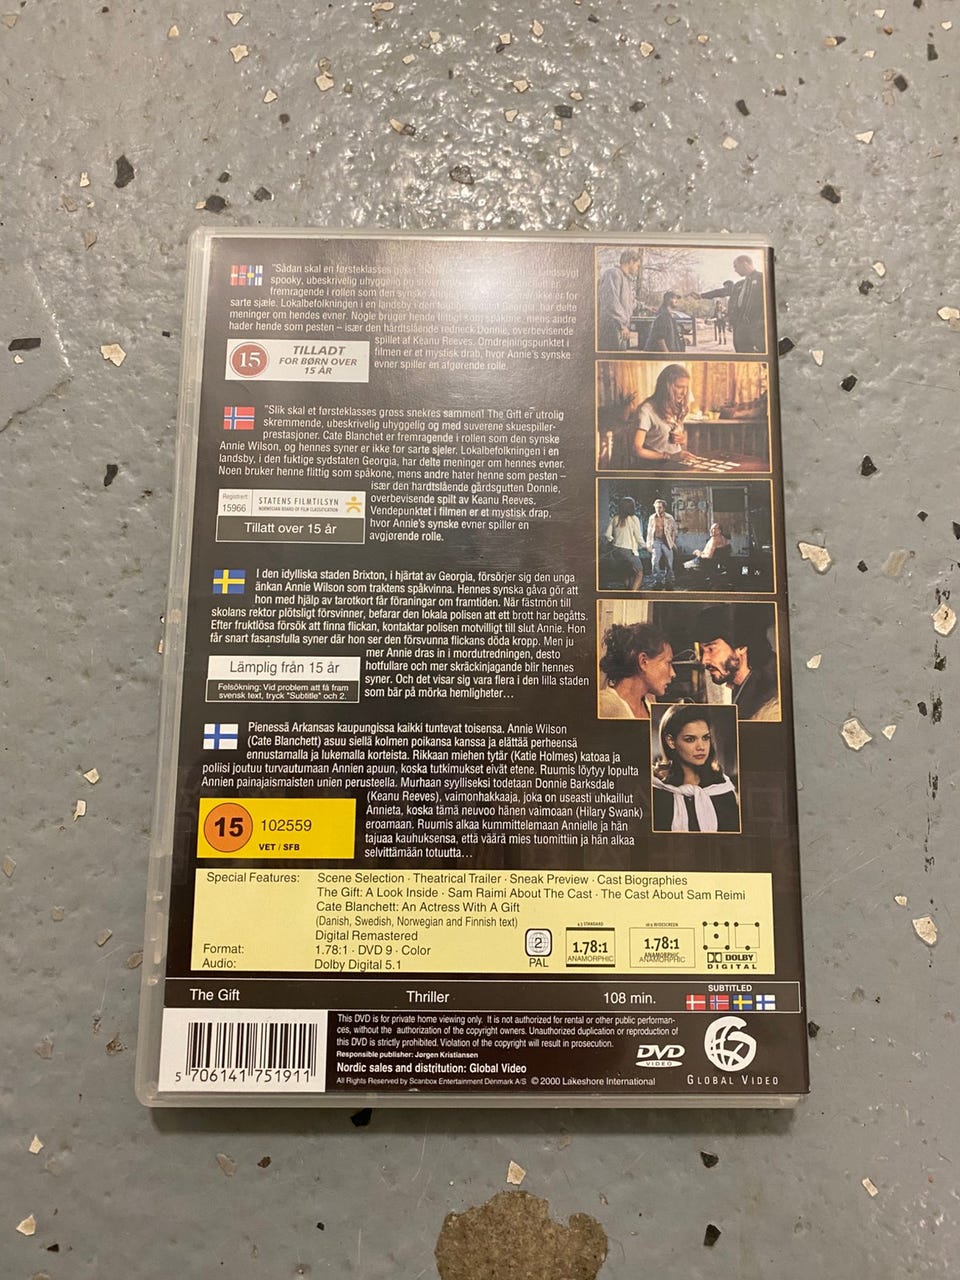 "Sådan skal en førsteklasses gyser
spooky, ubeskrivelig uhyggelig og
fremragende i rollen som den synske
sarte sjæle. Lokalbefolkningen i en landsby i den
meninger om hendes evner. Nogle bruger hende flittigt som spåkone, mens andre
hader hende som pesten – især den hårdtslående redneck Donnie, overbevisende
spillet af Keanu Reeves. Omdrejningspunktet i
filmen er et mystisk drab, hvor Annie's synske
evner spiller en afgørende rolle.
15
TILLADT
FOR BØRN OVER
15 ÅR
"Slik skal et førsteklasses grøss snekres sammen! The Gift er utrolig
skremmende, ubeskrivelig uhyggelig og med suverene skuespiller-
prestasjoner. Cate Blanchet er fremragende i rollen som den synske
Annie Wilson, og hennes syner er ikke for sarte sjeler. Lokalbefolkningen i en
landsby, i den fuktige sydstaten Georgia, har delte meninger om hennes evner.
Noen bruker henne flittig som spåkone, mens andre hater henne som pesten –
især den hardtslående gårdsgutten Donnie,
overbevisende spilt av Keanu Reeves.
Vendepunktet i filmen er et mystisk drap,
hvor Annie's synske evner spiller en
avgjørende rolle.
Registrert:
15966
STATENS FILMTILSYN
NORWEGIAN BOARD OF FILM CLASSIFICATION
Tillatt over 15 år
I den idylliska staden Brixton, i hjärtat av Georgia, försörjer sig den unga
änkan Annie Wilson som traktens spåkvinna. Hennes synska gåva gör att
hon med hjälp av tarotkort får föraningar om framtiden. När fästmön till
skolans rektor plötsligt försvinner, befarar den lokala polisen att ett brott har begåtts.
Efter fruktlösa försök att finna flickan, kontaktar polisen motvilligt till slut Annie. Hon
får snart fasansfulla syner där hon ser den försvunna flickans döda kropp. Men ju
mer Annie dras in i mordutredningen, desto
hotfullare och mer skräckinjagande blir hennes
syner. Och det visar sig vara flera i den lilla staden
som bär på mörka hemligheter...
Lämplig från 15 år
Felsökning: Vid problem att få fram
svensk text, tryck "Subtitle" och 2.
Pienessä Arkansas kaupungissa kaikki tuntevat toisensa. Annie Wilson
(Cate Blanchett) asuu siellä kolmen poikansa kanssa ja elättää perheensä
ennustamalla ja lukemalla korteista. Rikkaan miehen tytär (Katie Holmes) katoaa ja
poliisi joutuu turvautumaan Annien apuun, koska tutkimukset eivät etene. Ruumis löytyy lopulta
Annien painajaismaisten unien perusteella. Murhaan syylliseksi todetaan Donnie Barksdale
(Keanu Reeves), vaimonhakkaaja, joka on useasti uhkaillut
Annieta, koska tämä neuvoo hänen vaimoaan (Hilary Swank)
eroamaan. Ruumis alkaa kummittelemaan Annielle ja hän
tajuaa kauhuksensa, että väärä mies tuomittiin ja hän alkaa
selvittämään totuutta...
15
102559
VET / SFB
Special Features: Scene Selection · Theatrical Trailer · Sneak Preview · Cast Biographies
The Gift: A Look Inside · Sam Raimi About The Cast · The Cast About Sam Reimi
Cate Blanchett: An Actress With A Gift
(Danish, Swedish, Norwegian and Finnish text)
Digital Remastered
Format: 1.78:1 · DVD 9 · Color
Audio: Dolby Digital 5.1
2
PAL
4:3 STANDARD
1.78:1
ANAMORPHIC
16:9 WIDESCREEN
1.78:1
ANAMORPHIC
DOLBY
DIGITAL
The Gift Thriller 108 min. SUBTITLED
This DVD is for private home viewing only. It is not authorized for rental or other public performan-
ces, without the authorization of the copyright owners. Unauthorized duplication or reproduction of
this DVD is strictly prohibited. Violation of the copyright will result in prosecution.
Responsible publisher: Jørgen Kristiansen
Nordic sales and distribution: Global Video
All Rights Reserved by Scanbox Entertainment Denmark A/S © 2000 Lakeshore International
DVD
VIDEO
GLOBAL VIDEO
5 706141 751911